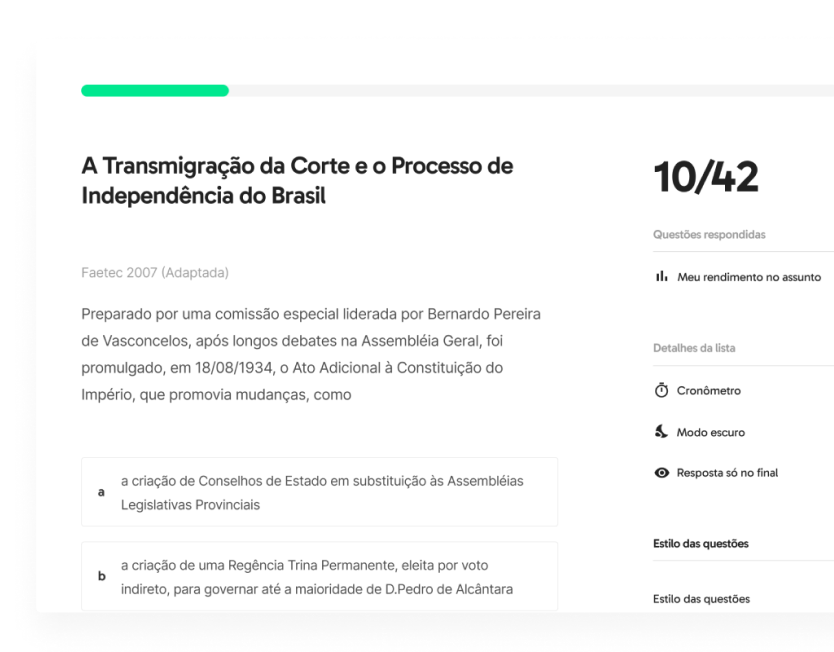 A Transmigração da Corte e o Processo de
Independência do Brasil
Faetec 2007 (Adaptada)
Preparado por uma comissão especial liderada por Bernardo Pereira
de Vasconcelos, após longos debates na Assembléia Geral, foi
promulgado, em 18/08/1934, o Ato Adicional à Constituição do
Império, que promovia mudanças, como
a
a criação de Conselhos de Estado em substituição às Assembléias
Legislativas Provinciais
b
a criação de uma Regência Trina Permanente, eleita por voto
indireto, para governar até a maioridade de D.Pedro de Alcântara
10/42
Questões respondidas
Meu rendimento no assunto
Detalhes da lista
Cronômetro
Modo escuro
Resposta só no final
Estilo das questões
Estilo das questões